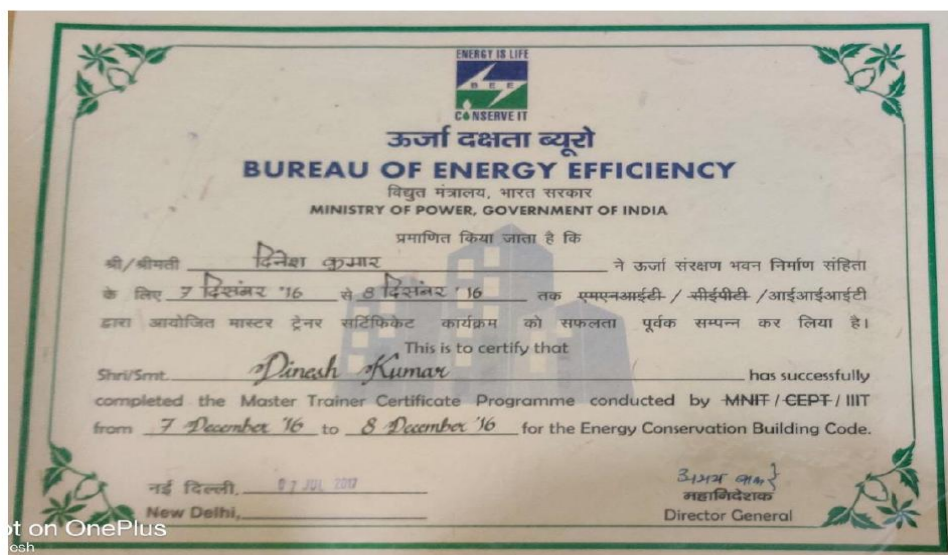 ENERGY IS LIFE
BEE
CONSERVE IT
ऊर्जा दक्षता ब्यूरो
BUREAU OF ENERGY EFFICIENCY
विद्युत मंत्रालय, भारत सरकार
MINISTRY OF POWER, GOVERNMENT OF INDIA
प्रमाणित किया जाता है कि
श्री/श्रीमती दिनेश कुमार ने ऊर्जा संरक्षण भवन निर्माण संहिता
के लिए 7 दिसंबर '16 से 8 दिसंबर '16 तक एमएनआईटी / सीईपीटी /आईआईआईटी
द्वारा आयोजित मास्टर ट्रेनर सर्टिफिकेट कार्यक्रम को सफलता पूर्वक सम्पन्न कर लिया है।
This is to certify that
Shri/Smt. Dinesh Kumar has successfully
completed the Master Trainer Certificate Programme conducted by MNIT / CEPT / IIIT
from 7 December '16 to 8 December '16 for the Energy Conservation Building Code.
नई दिल्ली, 07 JUL 2017
New Delhi,
महानिदेशक
Director General
ot on OnePlus
esh